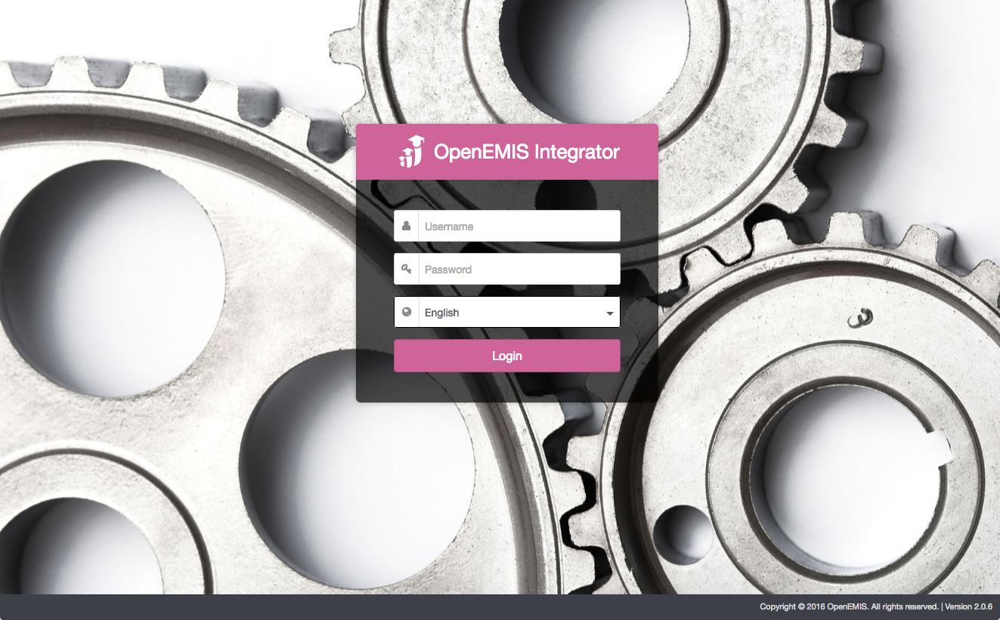 OpenEMIS Integrator
Username
Password
English
Login
Copyright © 2016 OpenEMIS. All rights reserved. | Version 2.0.6